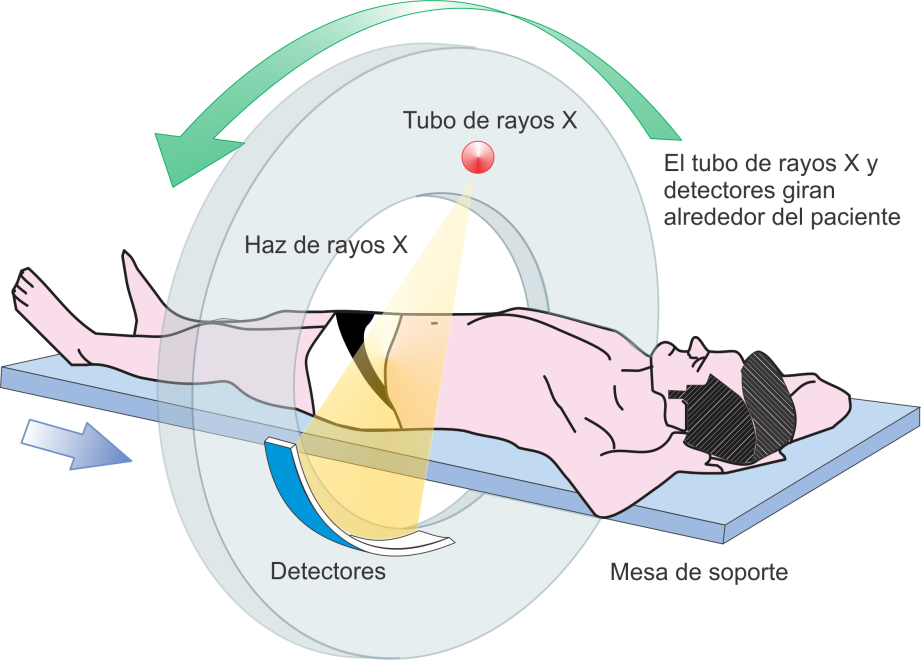 Tubo de rayos X
El tubo de rayos X y
detectores giran
alrededor del paciente
Haz de rayos X
Detectores
Mesa de soporte